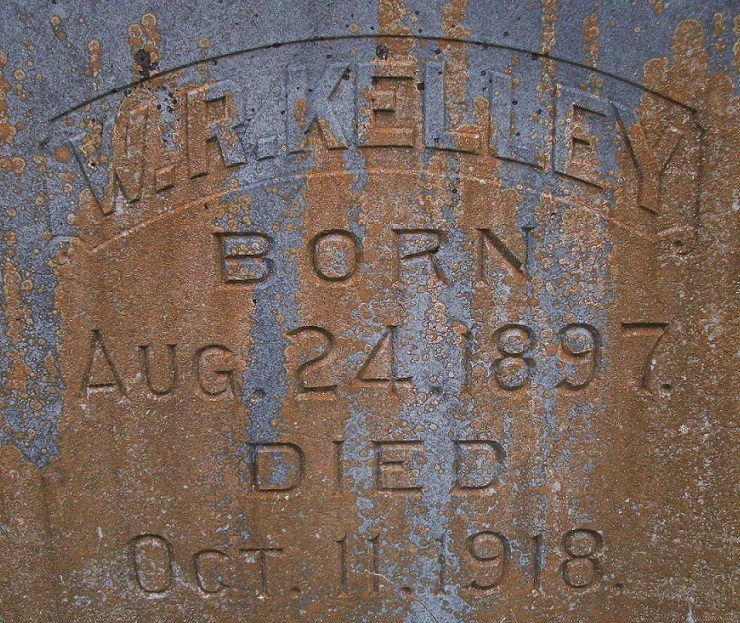 W.R. KELLEY
BORN
AUG. 24. 1897.
DIED
OCT. 11. 1918.